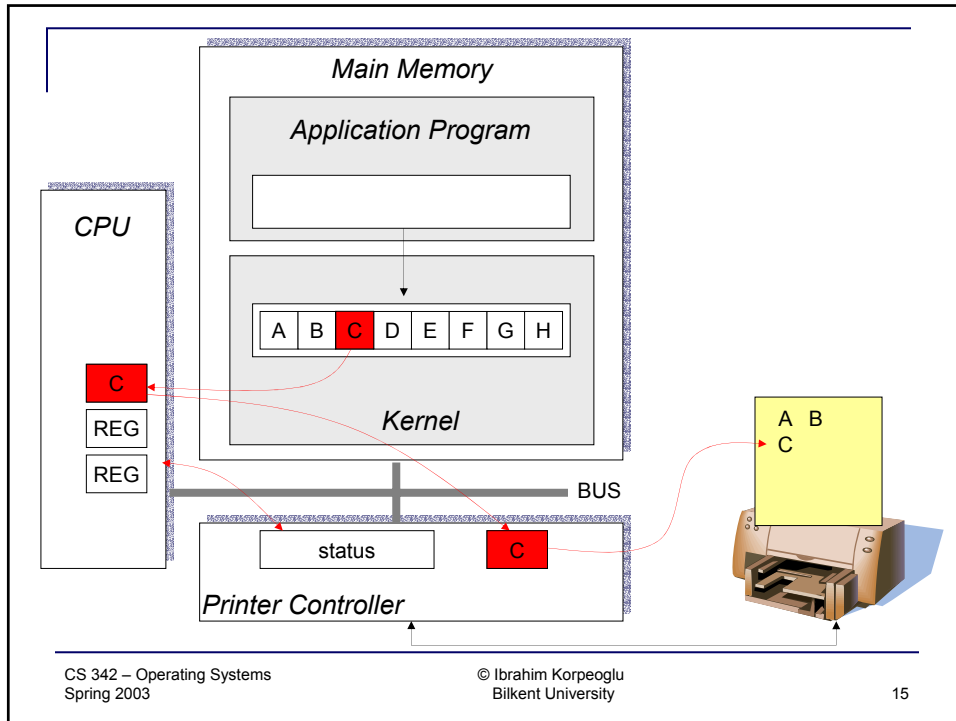 Main Memory
Application Program
CPU
A B C D E F G H
C
Kernel
REG
REG
A B
C
BUS
status
C
Printer Controller
CS 342 – Operating Systems
Spring 2003
© Ibrahim Korpeoglu
Bilkent University
15